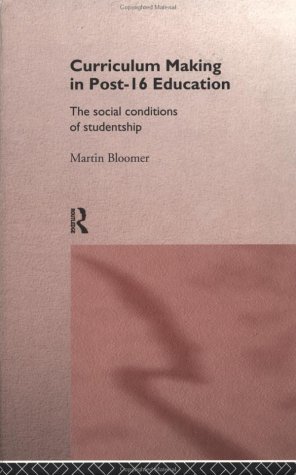 Curriculum Making
in Post-16 Education
The social conditions
of studentship
Martin Bloomer
R
ROUTLEDGE